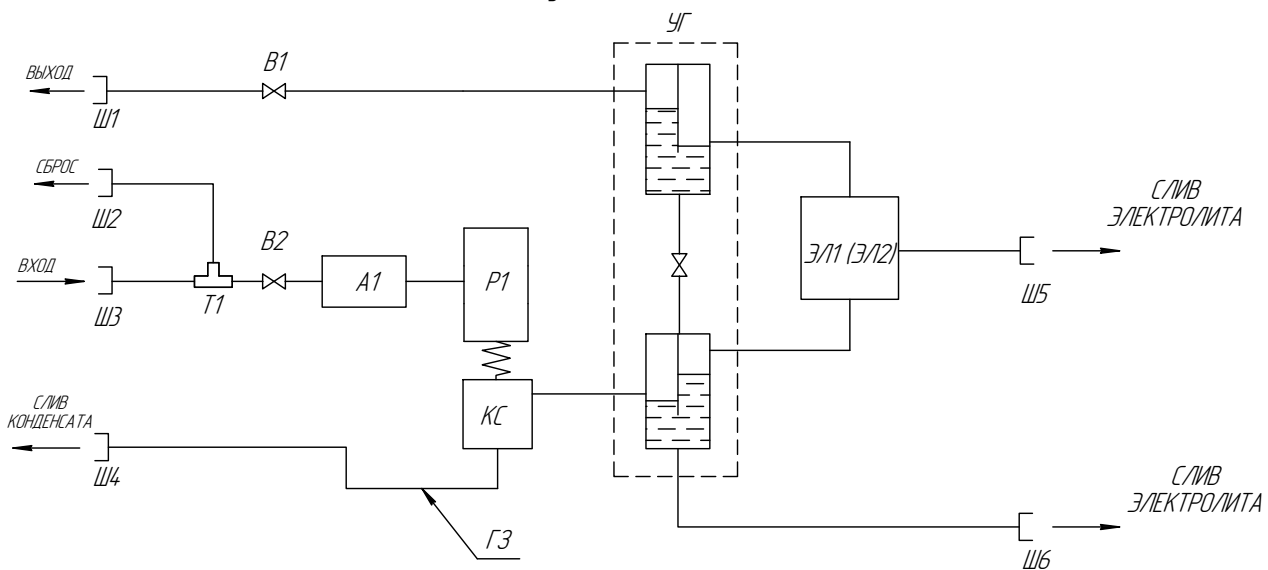 УГ
В1
ВЫХОД
Ш1
СБРОС
Ш2
СЛИВ
ЭЛЕКТРОЛИТА
В2
ЭЛ1 (ЭЛ2)
ВХОД
А1
Р1
Ш3
Т1
Ш5
СЛИВ
КОНДЕНСАТА
КС
Ш4
СЛИВ
ЭЛЕКТРОЛИТА
ГЗ
Ш6